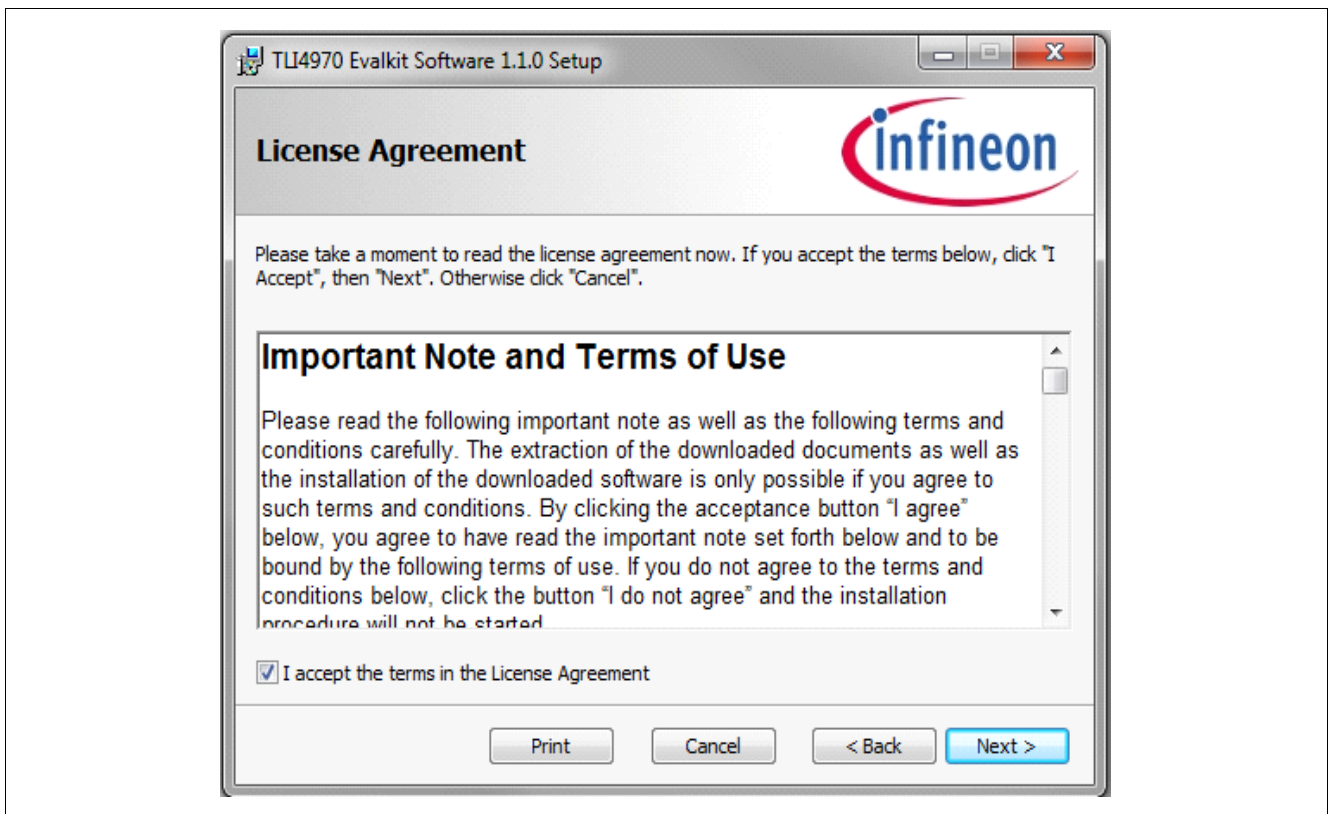 TLI4970 Evalkit Software 1.1.0 Setup
License Agreement
infineon
Please take a moment to read the license agreement now. If you accept the terms below, click "I
Accept", then "Next". Otherwise click "Cancel".
Important Note and Terms of Use
Please read the following important note as well as the following terms and
conditions carefully. The extraction of the downloaded documents as well as
the installation of the downloaded software is only possible if you agree to
such terms and conditions. By clicking the acceptance button “I agree”
below, you agree to have read the important note set forth below and to be
bound by the following terms of use. If you do not agree to the terms and
conditions below, click the button “I do not agree” and the installation
procedure will not be started
I accept the terms in the License Agreement
Print Cancel < Back Next >